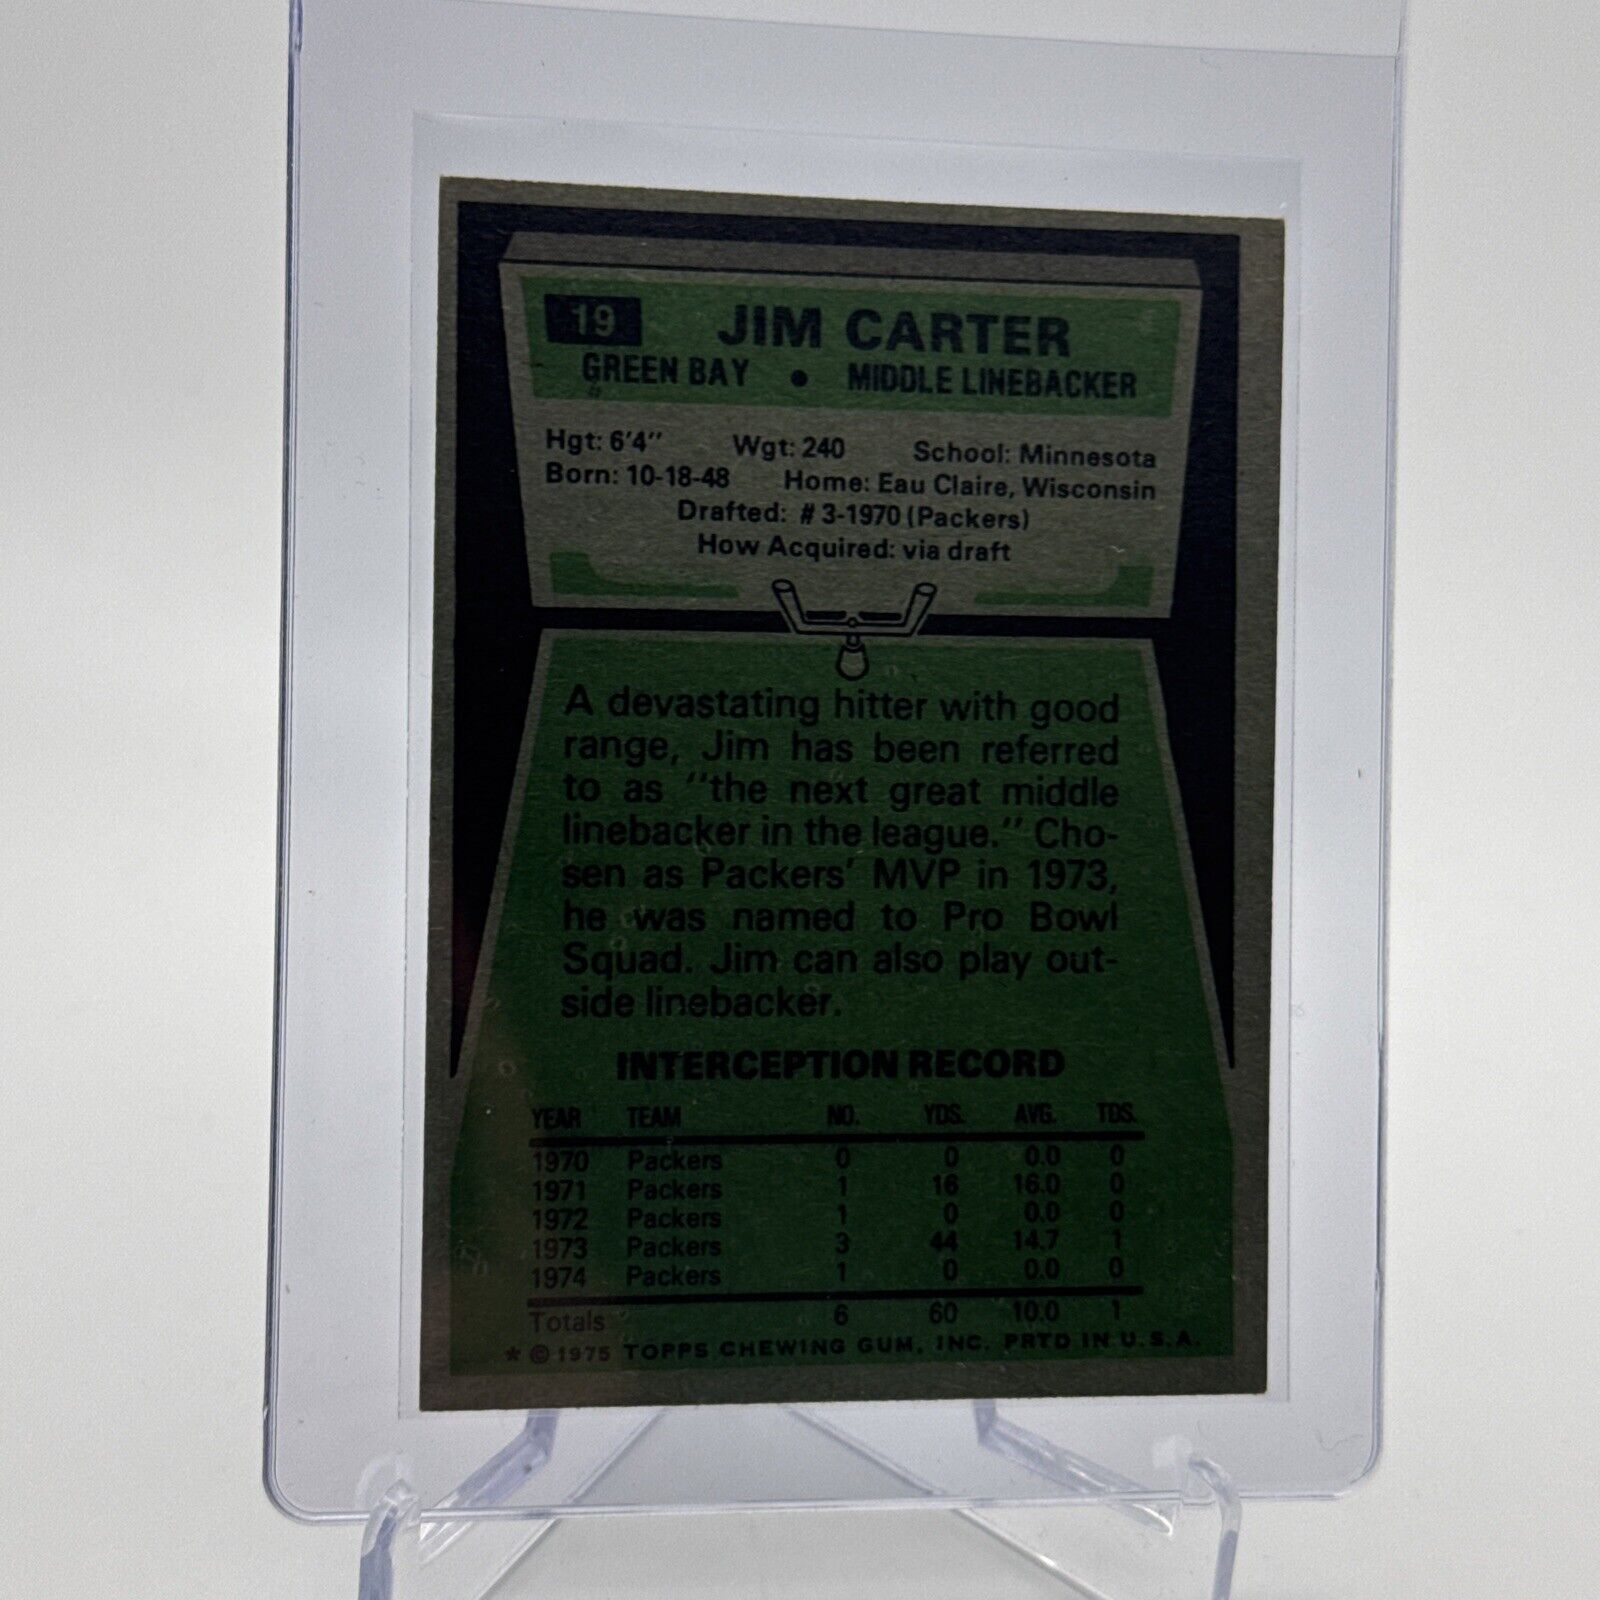 19 JIM CARTER
GREEN BAY • MIDDLE LINEBACKER
Hgt: 6'4" Wgt: 240 School: Minnesota
Born: 10-18-48 Home: Eau Claire, Wisconsin
Drafted: # 3-1970 (Packers)
How Acquired: via draft
A devastating hitter with good
range, Jim has been referred
to as "the next great middle
linebacker in the league." Cho-
sen as Packers' MVP in 1973,
he was named to Pro Bowl
Squad. Jim can also play out-
side linebacker.
INTERCEPTION RECORD
YEAR TEAM NO. YDS. AVG. TDS.
1970 Packers 0 0 0.0 0
1971 Packers 1 16 16.0 0
1972 Packers 1 0 0.0 0
1973 Packers 3 44 14.7 1
1974 Packers 1 0 0.0 0
Totals 6 60 10.0 1
* © 1975 TOPPS CHEWING GUM, INC. PRTD IN U.S.A.